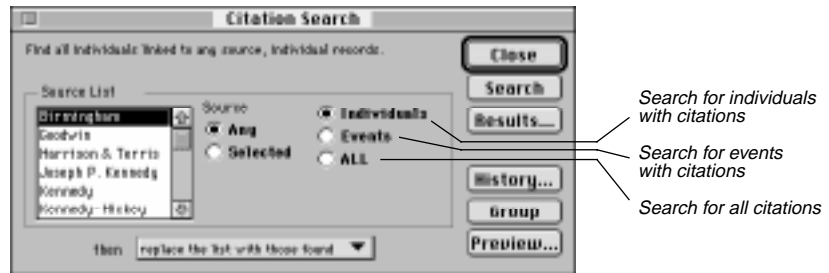 Citation Search
Find all individuals linked to any source, individual records.
Close
Search
Results...
History...
Group
Preview...
Source List
Birmingham
Goodwin
Harrison & Terris
Joseph P. Kennedy
Kennedy
Kennedy-Hickey
Source
Any
Selected
Individuals
Events
ALL
then replace the list with those found
Search for individuals
with citations
Search for events
with citations
Search for all citations